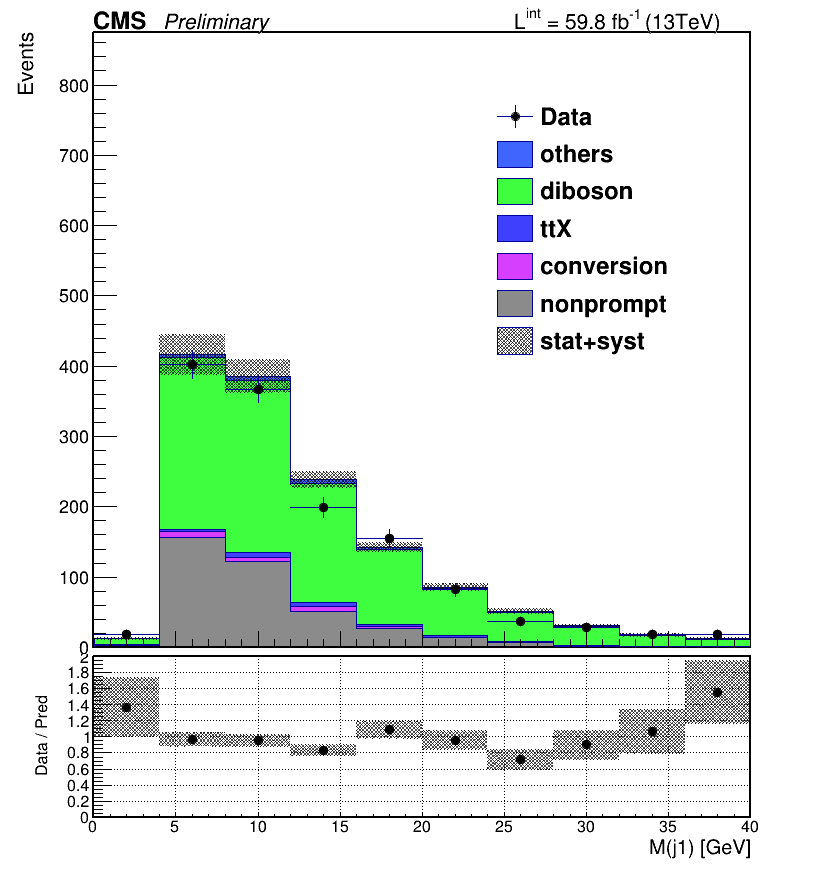 CMS Preliminary L^int = 59.8 fb^-1 (13TeV)
Events
800
700
600
500
400
300
200
100
0
Data
others
diboson
ttX
conversion
nonprompt
stat+syst
Data / Pred
2
1.8
1.6
1.4
1.2
1
0.8
0.6
0.4
0.2
0
0 5 10 15 20 25 30 35 40
M(j1) [GeV]